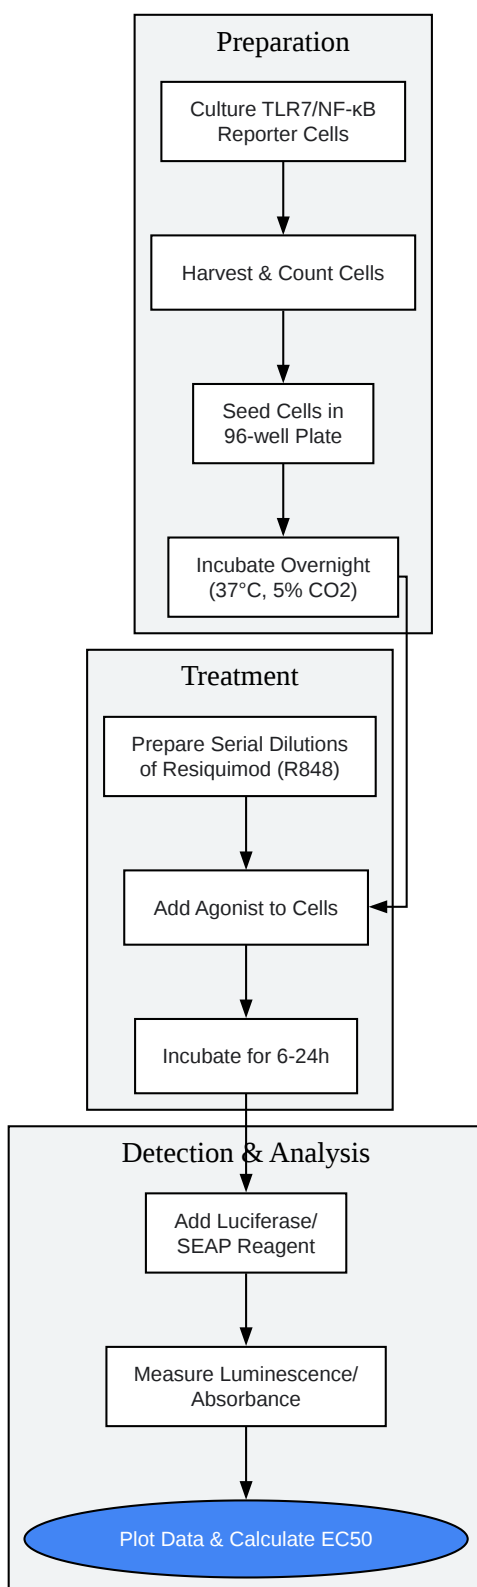 Preparation
Culture TLR7/NF-κB
Reporter Cells
Harvest & Count Cells
Seed Cells in
96-well Plate
Incubate Overnight
(37°C, 5% CO2)
Treatment
Prepare Serial Dilutions
of Resiquimod (R848)
Add Agonist to Cells
Incubate for 6-24h
Detection & Analysis
Add Luciferase/
SEAP Reagent
Measure Luminescence/
Absorbance
Plot Data & Calculate EC50